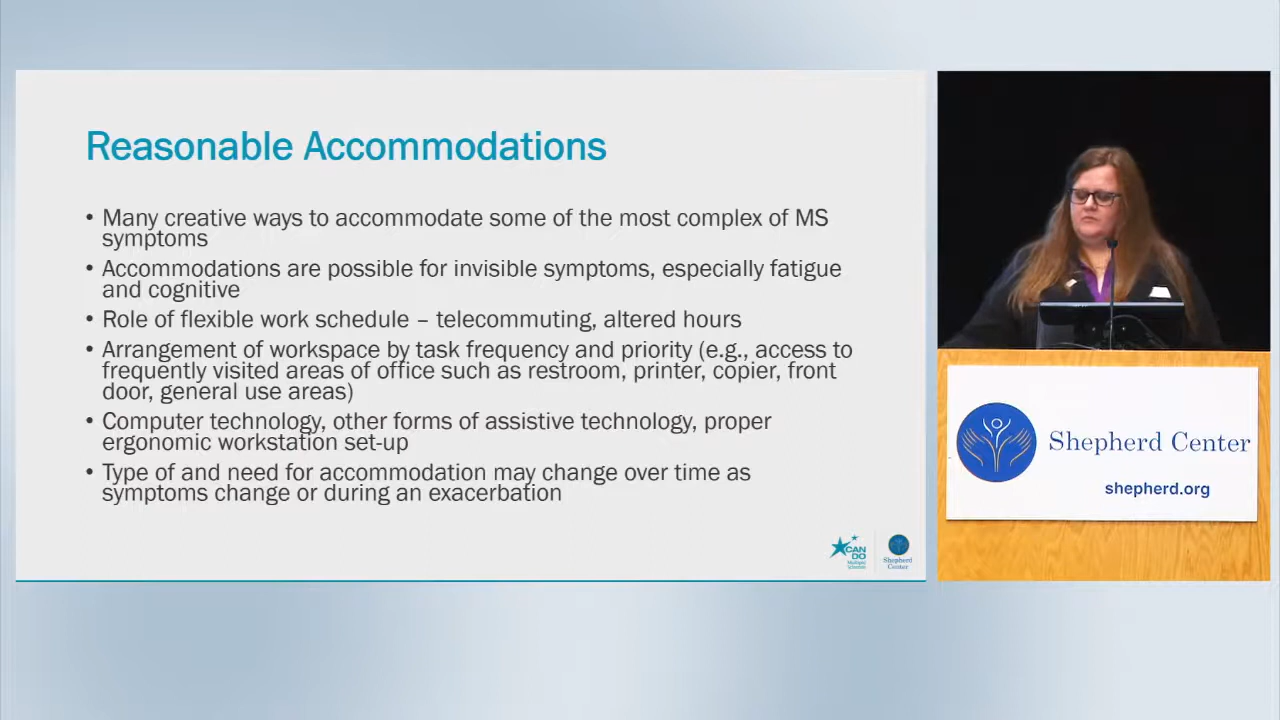 Reasonable Accommodations
• Many creative ways to accommodate some of the most complex of MS
symptoms
• Accommodations are possible for invisible symptoms, especially fatigue
and cognitive
• Role of flexible work schedule – telecommuting, altered hours
• Arrangement of workspace by task frequency and priority (e.g., access to
frequently visited areas of office such as restroom, printer, copier, front
door, general use areas)
• Computer technology, other forms of assistive technology, proper
ergonomic workstation set-up
• Type of and need for accommodation may change over time as
symptoms change or during an exacerbation
CAN
DO
Multiple
Sclerosis
Shepherd
Center
Shepherd Center
shepherd.org